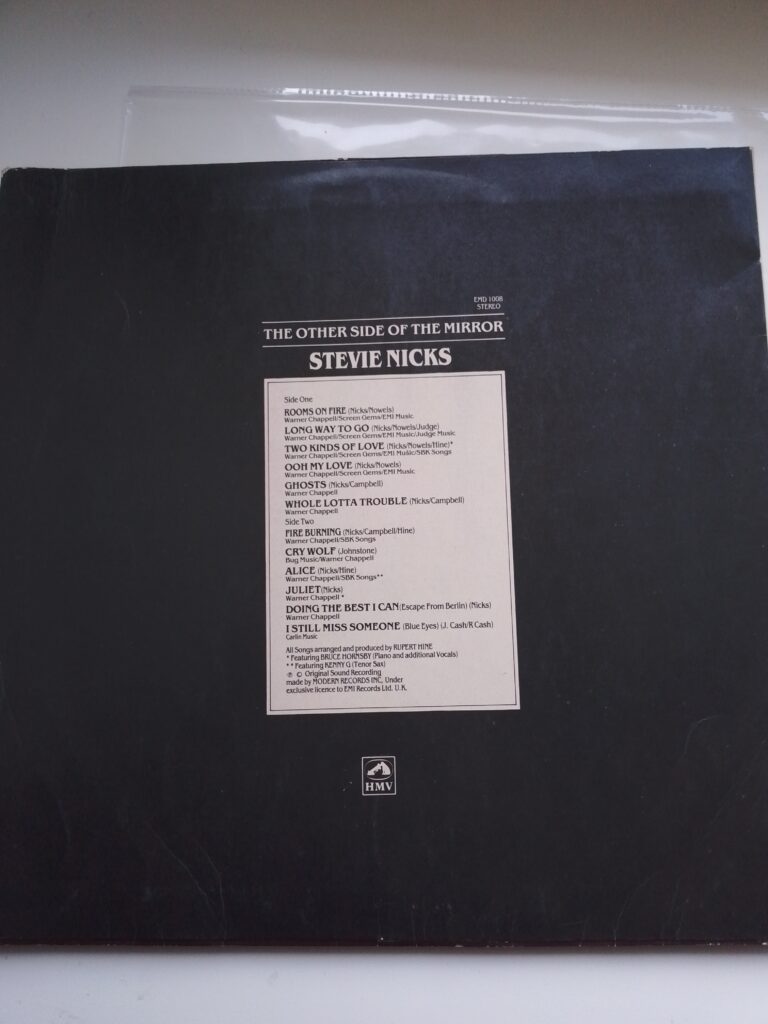 EMD 1008
STEREO
THE OTHER SIDE OF THE MIRROR
STEVIE NICKS
Side One
ROOMS ON FIRE (Nicks/Nowels)
Warner Chappell/Screen Gems/EMI Music
LONG WAY TO GO (Nicks/Nowels/Judge)
Warner Chappell/Screen Gems/EMI Music/Judge Music
TWO KINDS OF LOVE (Nicks/Nowels/Hine)*
Warner Chappell/Screen Gems/EMI Music/SBK Songs
OOH MY LOVE (Nicks/Nowels)
Warner Chappell/Screen Gems/EMI Music
GHOSTS (Nicks/Campbell)
Warner Chappell
WHOLE LOTTA TROUBLE (Nicks/Campbell)
Warner Chappell
Side Two
FIRE BURNING (Nicks/Campbell/Hine)
Warner Chappell/SBK Songs
CRY WOLF (Johnstone)
Bug Music/Warner Chappell
ALICE (Nicks/Hine)
Warner Chappell/SBK Songs**
JULIET (Nicks)
Warner Chappell *
DOING THE BEST I CAN (Escape From Berlin) (Nicks)
Warner Chappell
I STILL MISS SOMEONE (Blue Eyes) (J. Cash/R Cash)
Carlin Music
All Songs arranged and produced by RUPERT HINE
* Featuring BRUCE HORNSBY (Piano and additional Vocals)
** Featuring KENNY G (Tenor Sax)
℗ © Original Sound Recording
made by MODERN RECORDS INC, Under
exclusive licence to EMI Records Ltd. U.K.
HMV